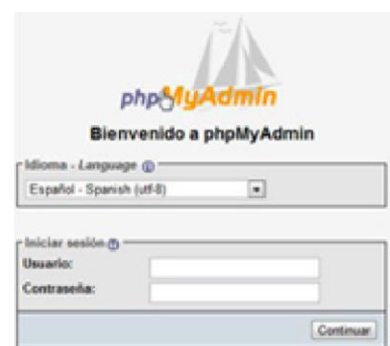 phpMyAdmin
Bienvenido a phpMyAdmin
Idioma - Language
Español - Spanish (utf-8)
Iniciar sesión
Usuario:
Contraseña:
Continuar